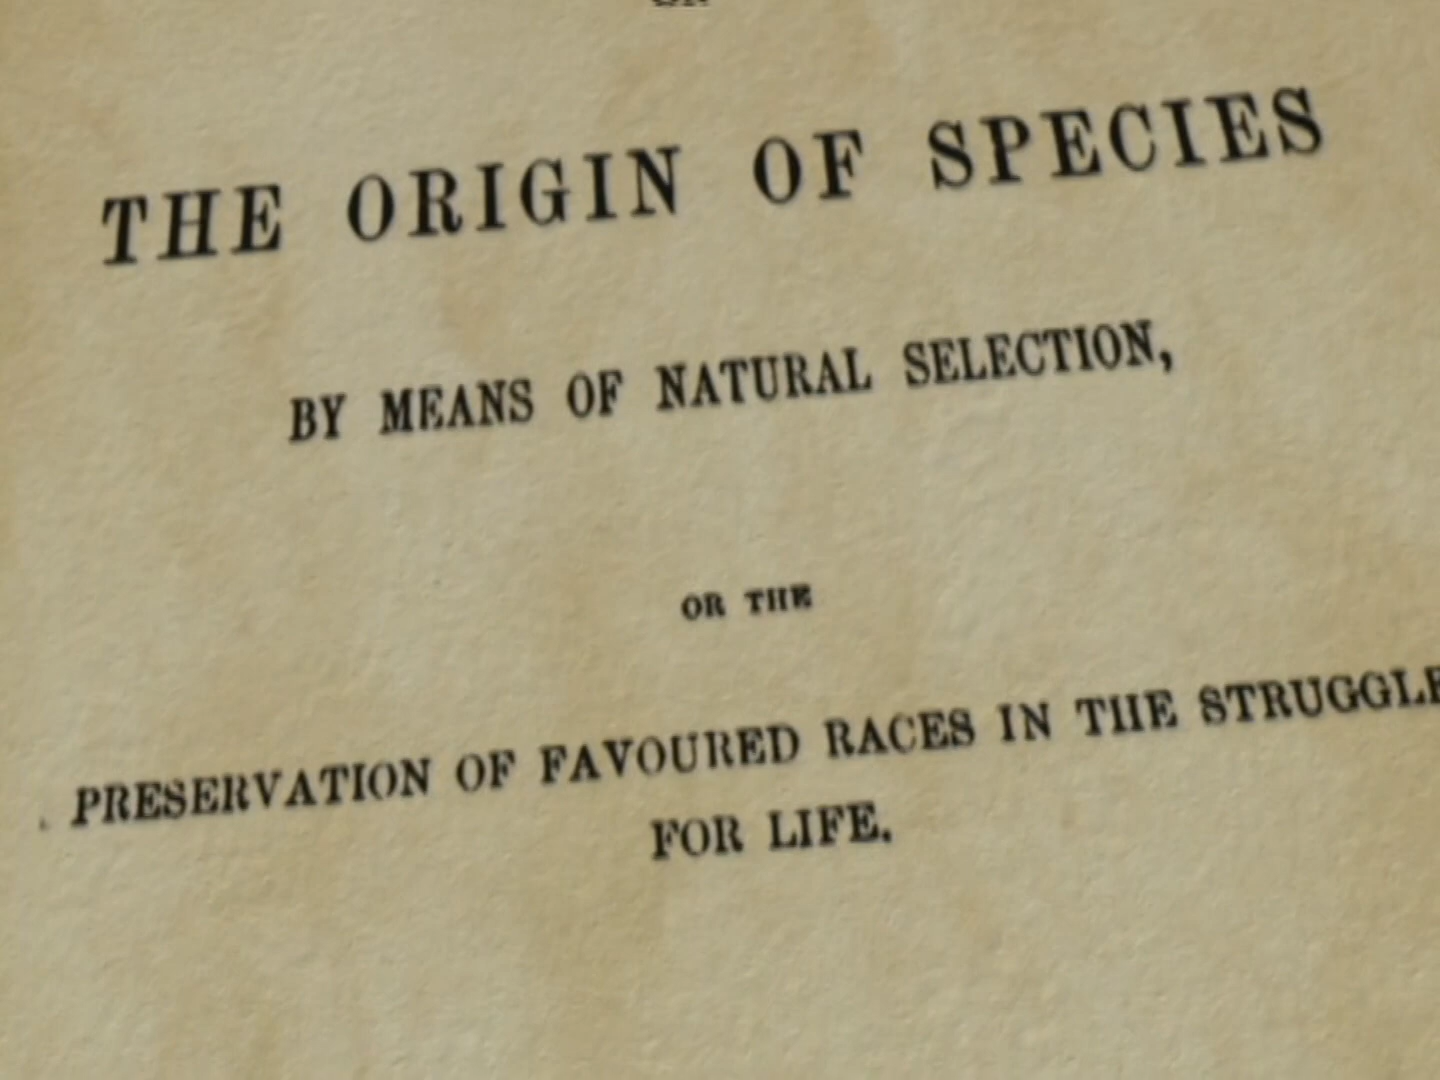 THE ORIGIN OF SPECIES
BY MEANS OF NATURAL SELECTION,
OR THE
PRESERVATION OF FAVOURED RACES IN THE STRUGGLE
FOR LIFE.